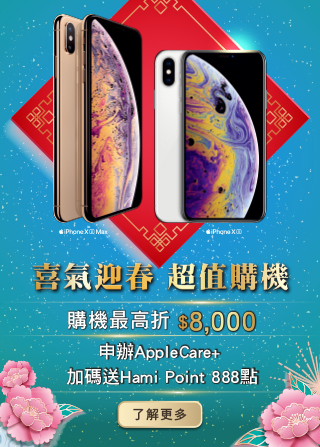 iPhone XS Max
iPhone XS
喜氣迎春 超值購機
購機最高折 $8,000
申辦AppleCare+
加碼送Hami Point 888點
了解更多